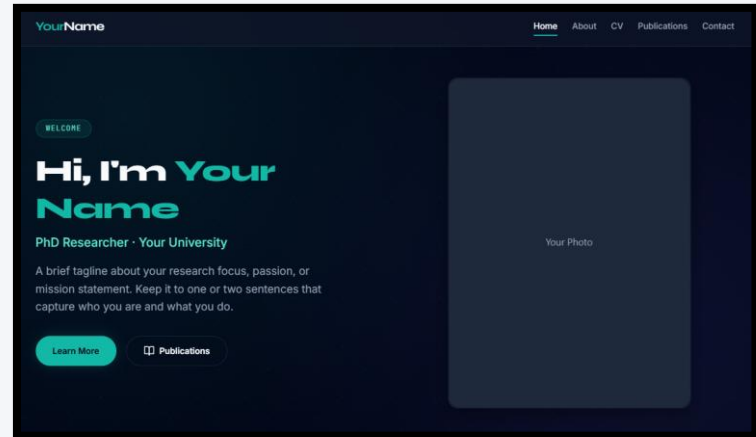 YourName
Home About CV Publications Contact
WELCOME
Hi, I'm Your
Name
PhD Researcher · Your University
A brief tagline about your research focus, passion, or
mission statement. Keep it to one or two sentences that
capture who you are and what you do.
Learn More Publications
Your Photo